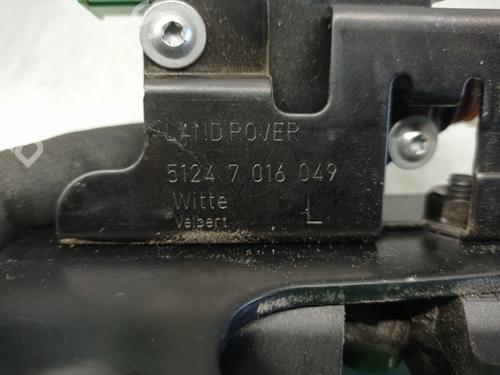 LAND ROVER
5124 7 016 049
Witte
Velbert L